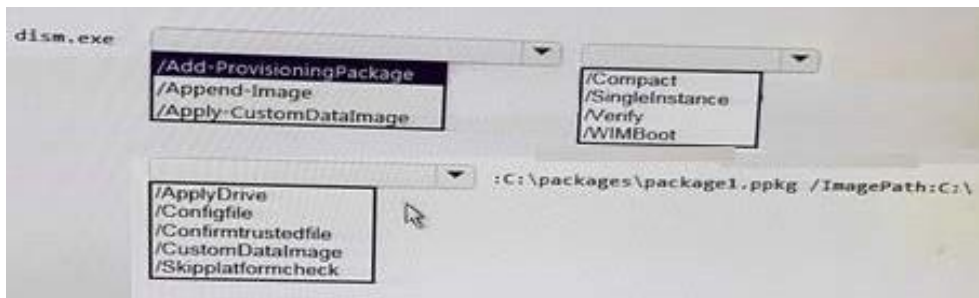 dism.exe
/Add-ProvisioningPackage
/Append-Image
/Apply-CustomDataImage
/Compact
/SingleInstance
/Verify
/WIMBoot
:C:\packages\package1.ppkg /ImagePath:C:\
/ApplyDrive
/Configfile
/Confirmtrustedfile
/CustomDataImage
/Skipplatformcheck